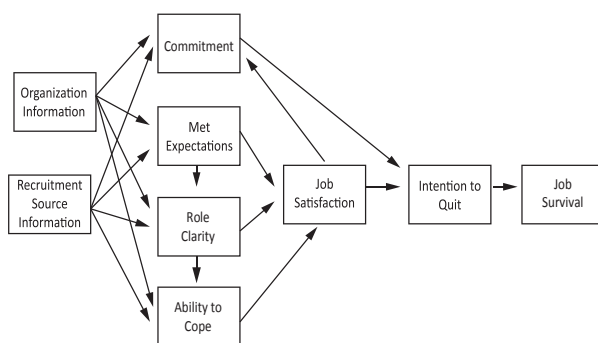 Commitment
Organization
Information
Met
Expectations
Recruitment
Source
Information
Role
Clarity
Ability to
Cope
Job
Satisfaction
Intention to
Quit
Job
Survival